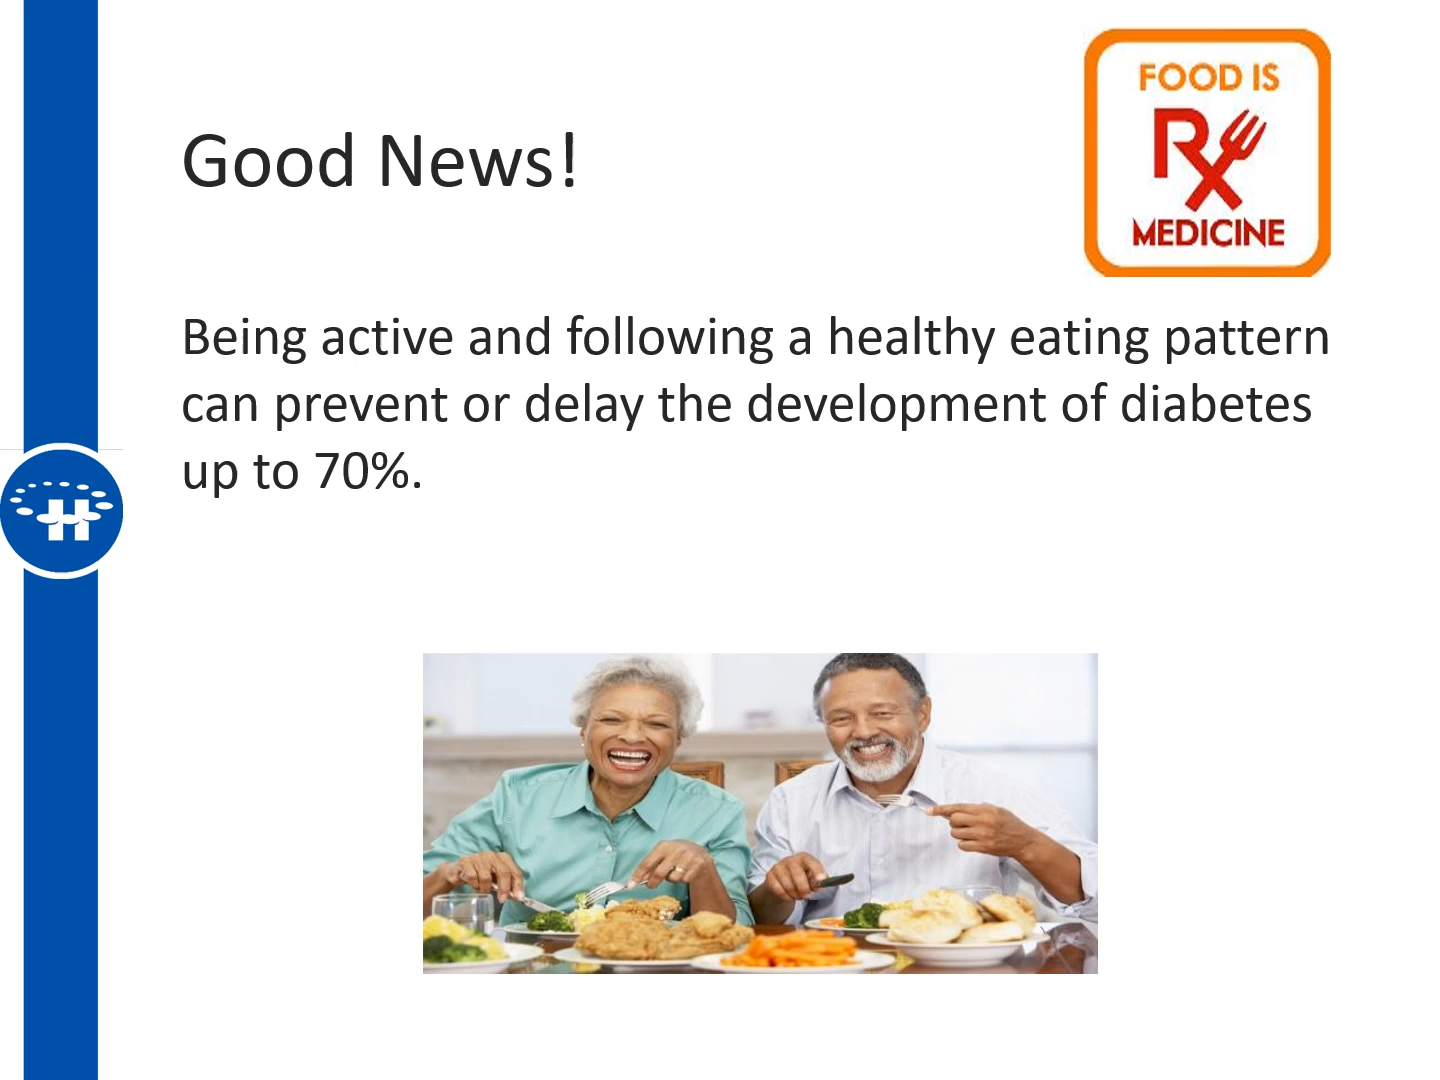 Good News!
FOOD IS
Rx
MEDICINE
Being active and following a healthy eating pattern
can prevent or delay the development of diabetes
up to 70%.
H